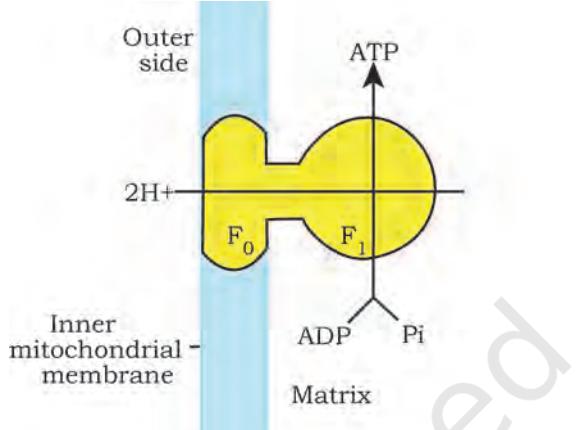 Outer
side
ATP
2H+
F0
F1
ADP
Pi
Inner
mitochondrial
membrane
Matrix